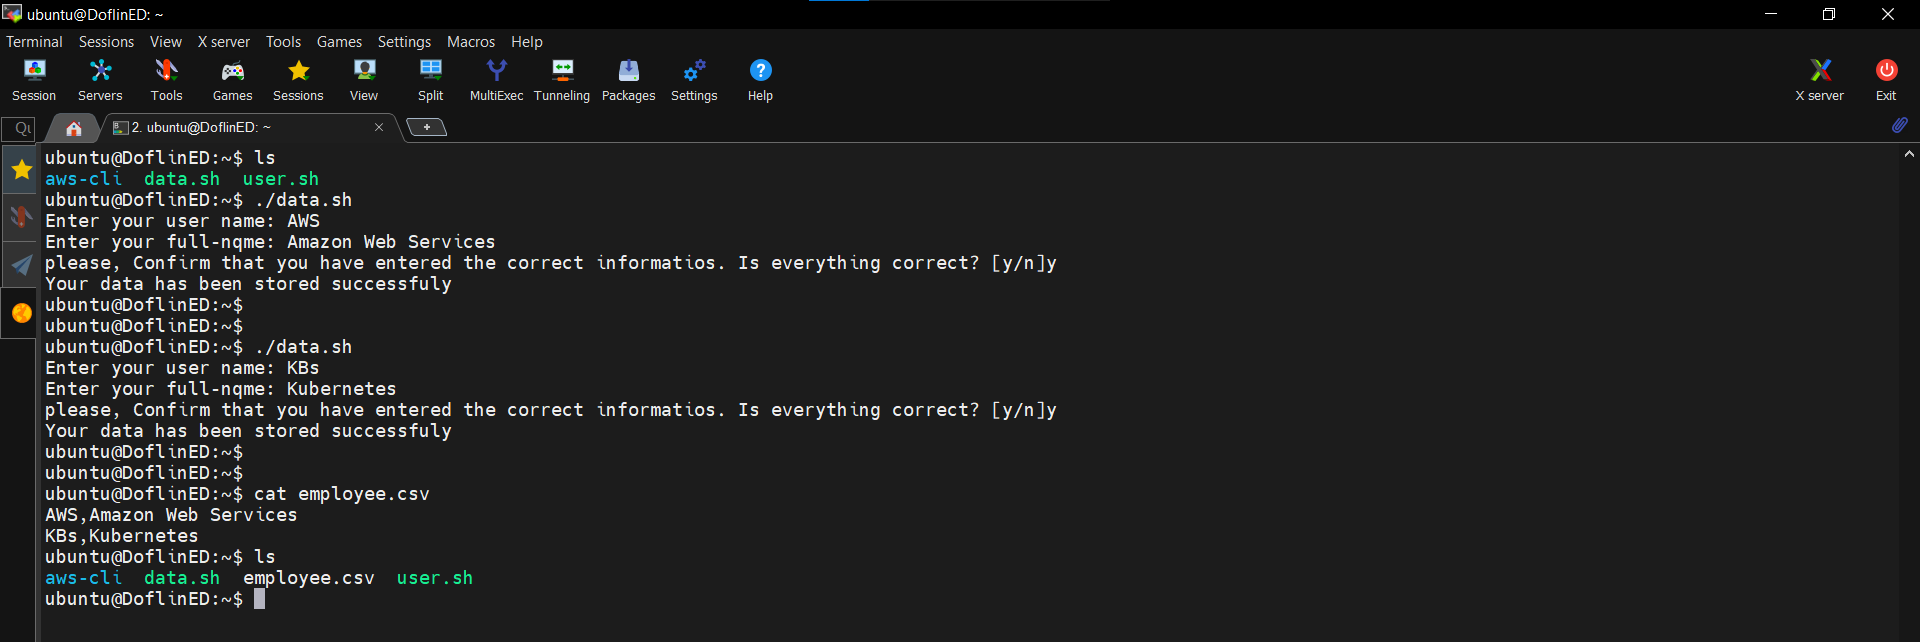 ubuntu@DoflinED: ~
Terminal Sessions View X server Tools Games Settings Macros Help
Session Servers Tools Games Sessions View Split MultiExec Tunneling Packages Settings Help X server Exit
2. ubuntu@DoflinED: ~
ubuntu@DoflinED:~$ ls
aws-cli data.sh user.sh
ubuntu@DoflinED:~$ ./data.sh
Enter your user name: AWS
Enter your full-nqme: Amazon Web Services
please, Confirm that you have entered the correct informatios. Is everything correct? [y/n]y
Your data has been stored successfuly
ubuntu@DoflinED:~$
ubuntu@DoflinED:~$
ubuntu@DoflinED:~$ ./data.sh
Enter your user name: KBs
Enter your full-nqme: Kubernetes
please, Confirm that you have entered the correct informatios. Is everything correct? [y/n]y
Your data has been stored successfuly
ubuntu@DoflinED:~$
ubuntu@DoflinED:~$
ubuntu@DoflinED:~$ cat employee.csv
AWS,Amazon Web Services
KBs,Kubernetes
ubuntu@DoflinED:~$ ls
aws-cli data.sh employee.csv user.sh
ubuntu@DoflinED:~$